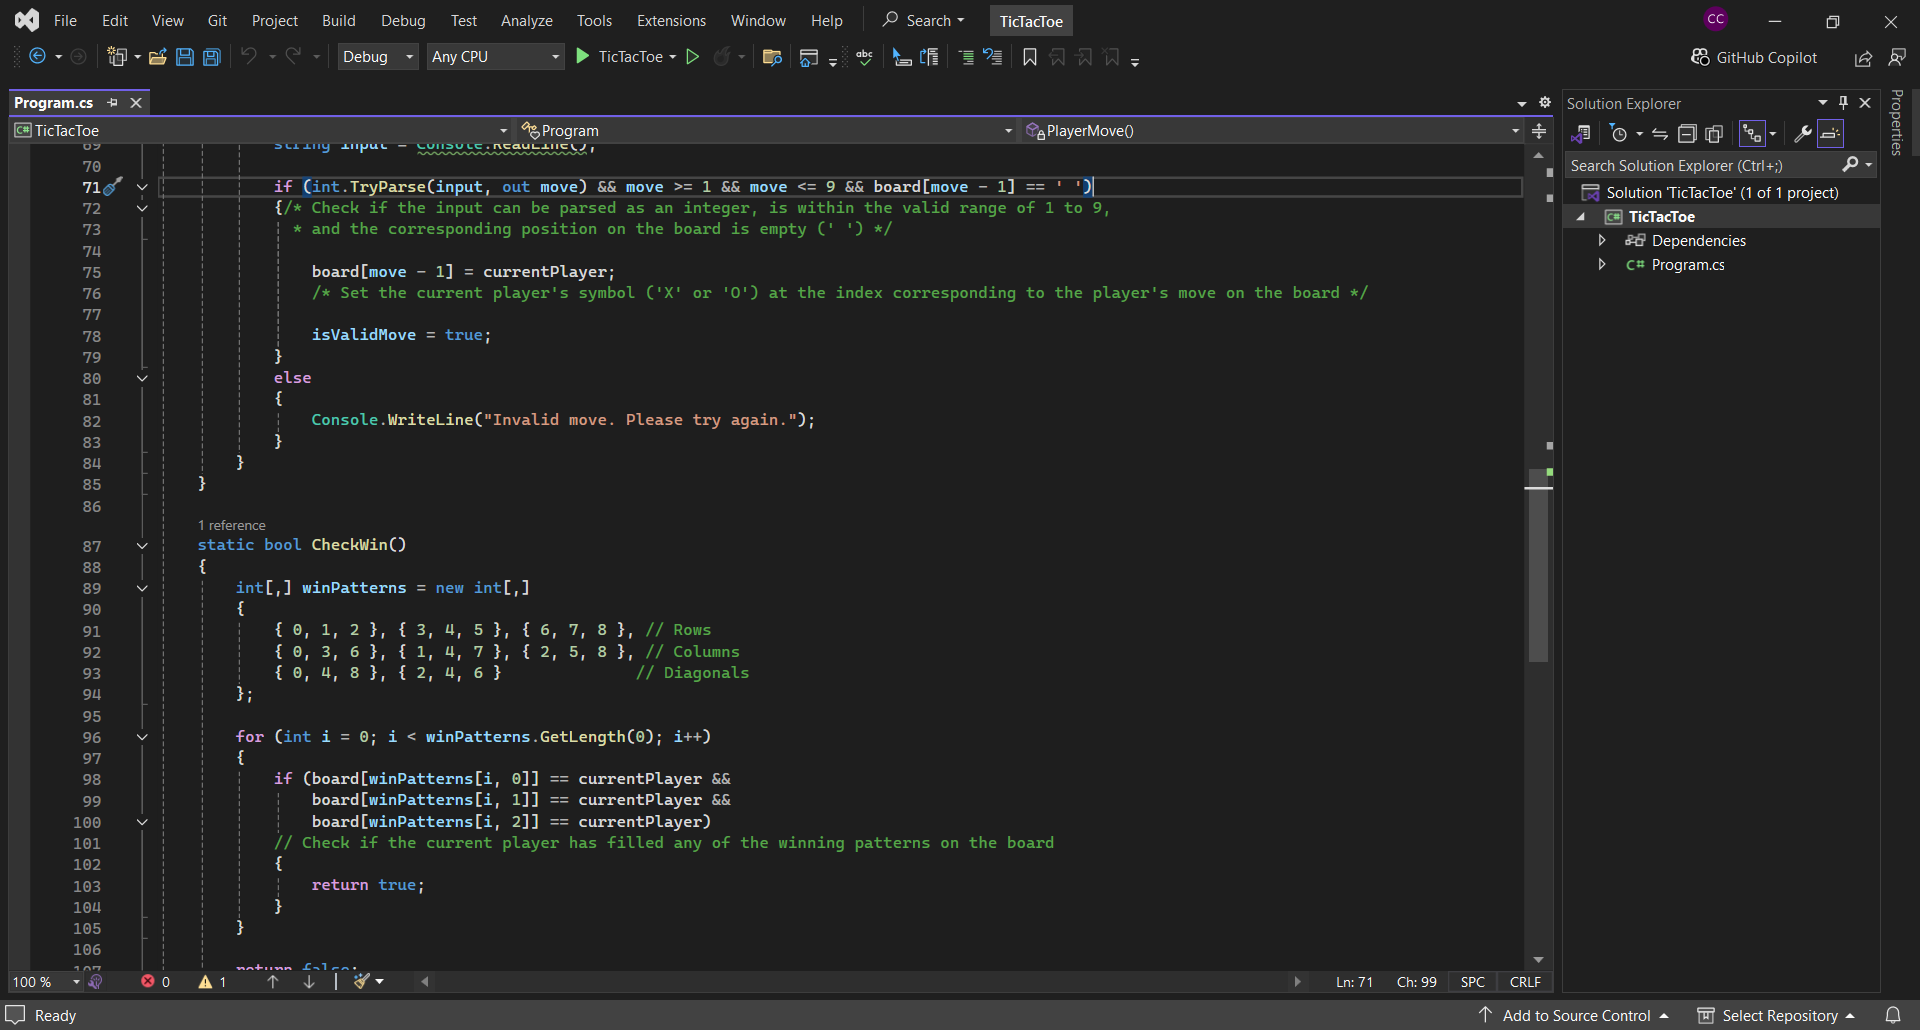 File Edit View Git Project Build Debug Test Analyze Tools Extensions Window Help Search TicTacToe CC
Debug Any CPU TicTacToe abc GitHub Copilot
Program.cs
C# TicTacToe Program PlayerMove()
69 string input = Console.ReadLine();
70
71 if (int.TryParse(input, out move) && move >= 1 && move <= 9 && board[move - 1] == ' ')
72 {/* Check if the input can be parsed as an integer, is within the valid range of 1 to 9,
73 * and the corresponding position on the board is empty (' ') */
74
75 board[move - 1] = currentPlayer;
76 /* Set the current player's symbol ('X' or 'O') at the index corresponding to the player's move on the board */
77
78 isValidMove = true;
79 }
80 else
81 {
82 Console.WriteLine("Invalid move. Please try again.");
83 }
84 }
85 }
86
1 reference
87 static bool CheckWin()
88 {
89 int[,] winPatterns = new int[,]
90 {
91 { 0, 1, 2 }, { 3, 4, 5 }, { 6, 7, 8 }, // Rows
92 { 0, 3, 6 }, { 1, 4, 7 }, { 2, 5, 8 }, // Columns
93 { 0, 4, 8 }, { 2, 4, 6 } // Diagonals
94 };
95
96 for (int i = 0; i < winPatterns.GetLength(0); i++)
97 {
98 if (board[winPatterns[i, 0]] == currentPlayer &&
99 board[winPatterns[i, 1]] == currentPlayer &&
100 board[winPatterns[i, 2]] == currentPlayer)
101 // Check if the current player has filled any of the winning patterns on the board
102 {
103 return true;
104 }
105 }
106
107 return false;
100 % 0 1 Ln: 71 Ch: 99 SPC CRLF
Solution Explorer
Search Solution Explorer (Ctrl+;)
Solution 'TicTacToe' (1 of 1 project)
C# TicTacToe
Dependencies
C# Program.cs
Properties
Ready Add to Source Control Select Repository